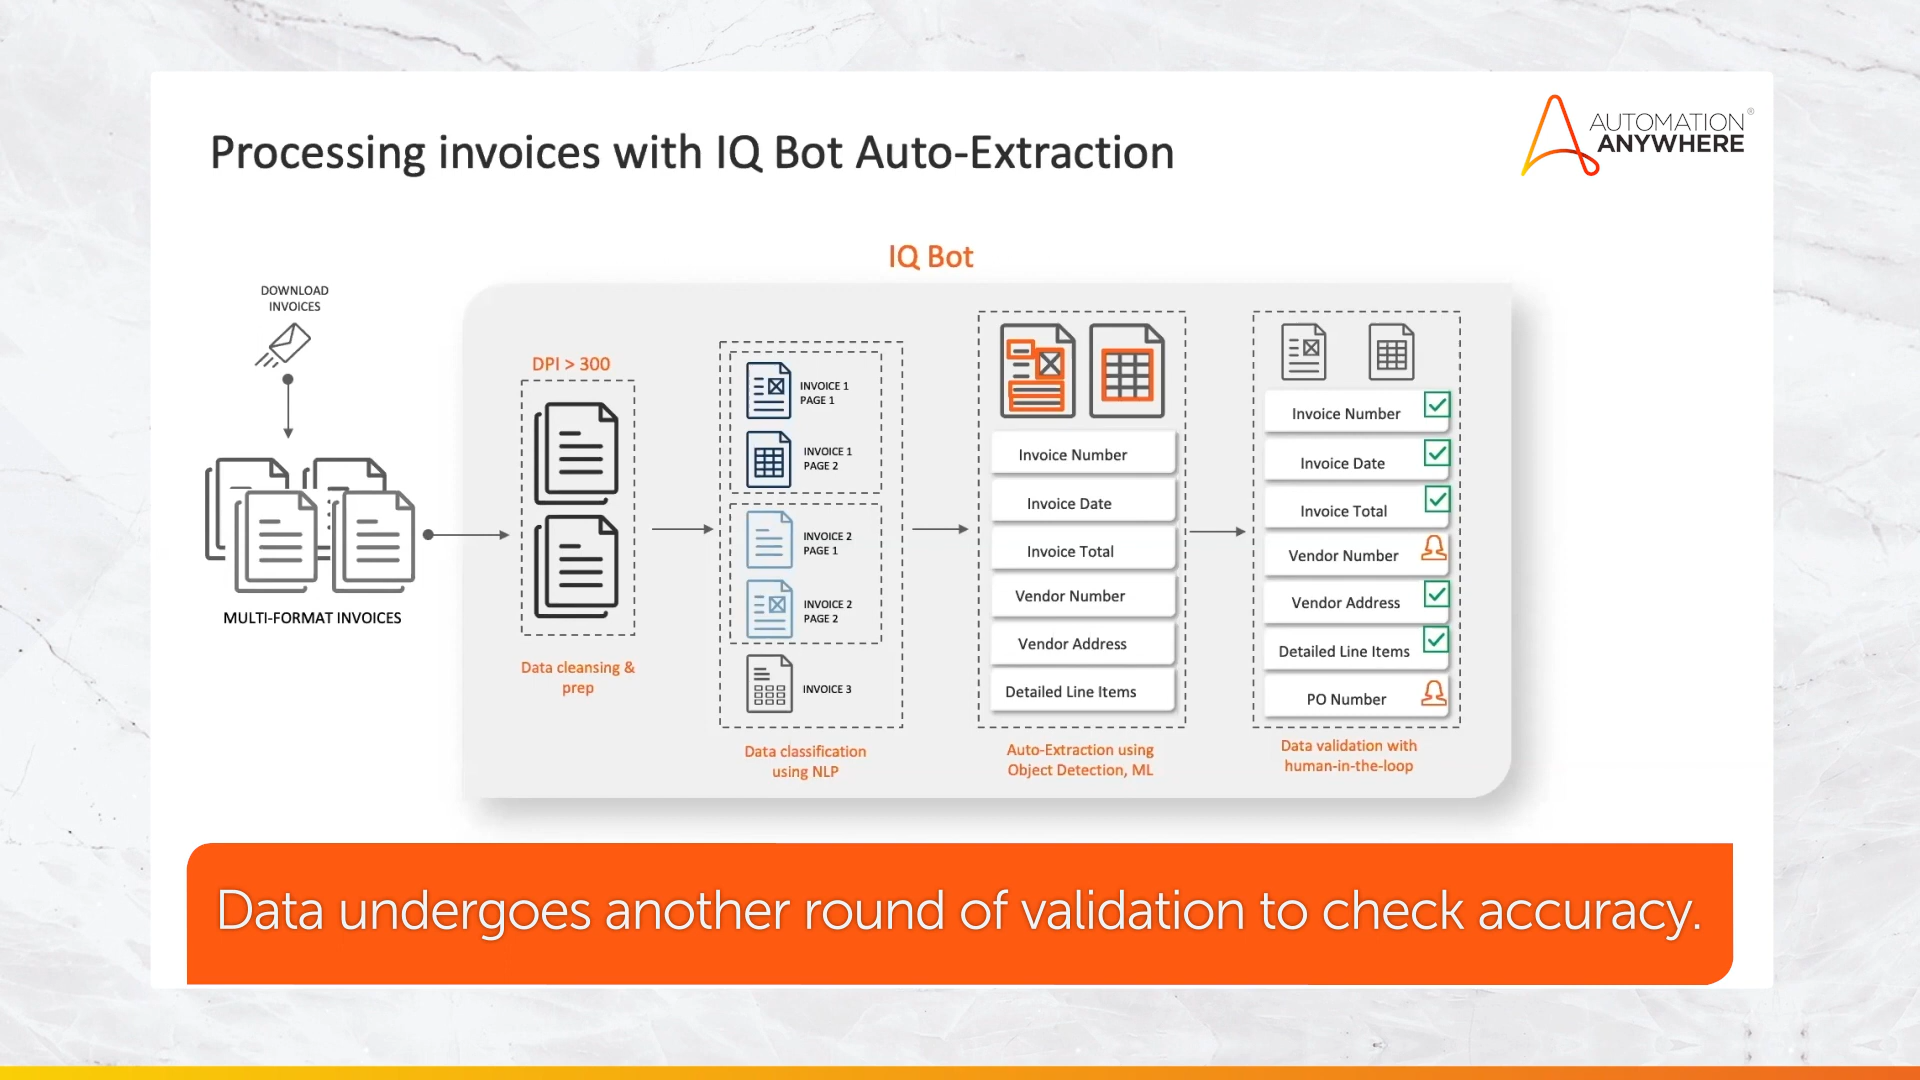 Processing invoices with IQ Bot Auto-Extraction
AUTOMATION®
ANYWHERE
IQ Bot
DOWNLOAD
INVOICES
MULTI-FORMAT INVOICES
DPI > 300
Data cleansing &
prep
INVOICE 1
PAGE 1
INVOICE 1
PAGE 2
INVOICE 2
PAGE 1
INVOICE 2
PAGE 2
INVOICE 3
Data classification
using NLP
Invoice Number
Invoice Date
Invoice Total
Vendor Number
Vendor Address
Detailed Line Items
Auto-Extraction using
Object Detection, ML
Invoice Number
Invoice Date
Invoice Total
Vendor Number
Vendor Address
Detailed Line Items
PO Number
Data validation with
human-in-the-loop
Data undergoes another round of validation to check accuracy.